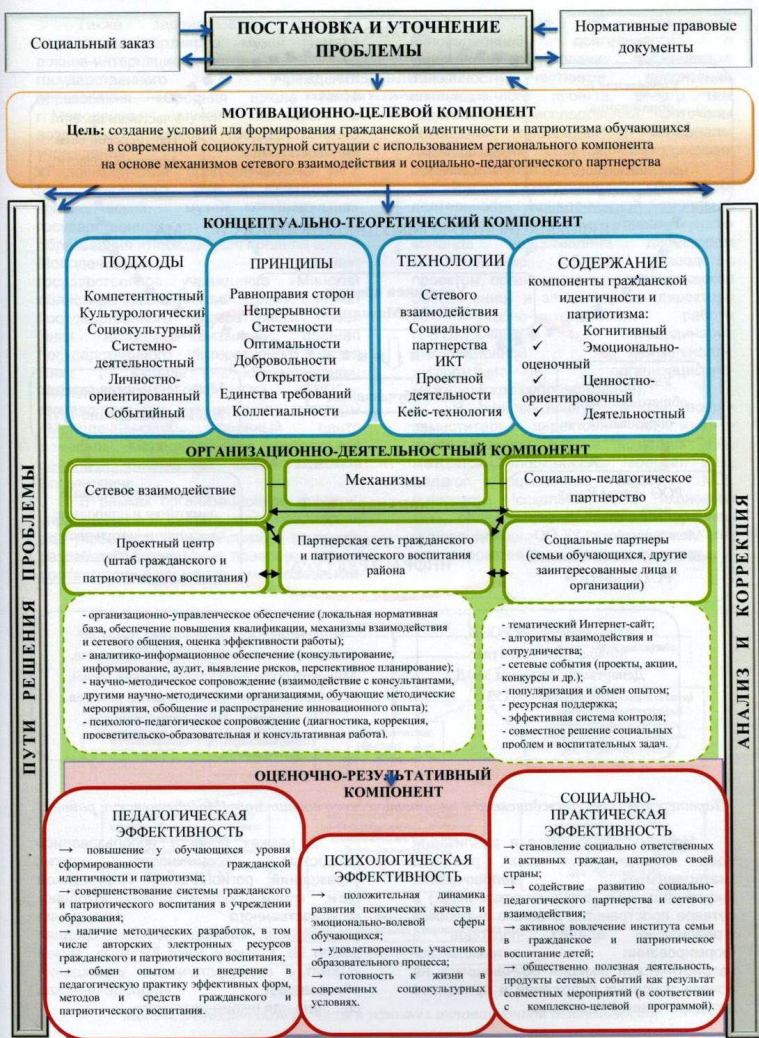 Социальный заказ
ПОСТАНОВКА И УТОЧНЕНИЕ
ПРОБЛЕМЫ
Нормативные правовые
документы
МОТИВАЦИОННО-ЦЕЛЕВОЙ КОМПОНЕНТ
Цель: создание условий для формирования гражданской идентичности и патриотизма обучающихся
в современной социокультурной ситуации с использованием регионального компонента
на основе механизмов сетевого взаимодействия и социально-педагогического партнерства
ПУТИ РЕШЕНИЯ ПРОБЛЕМЫ
КОНЦЕПТУАЛЬНО-ТЕОРЕТИЧЕСКИЙ КОМПОНЕНТ
ПОДХОДЫ
Компетентностный
Культурологический
Социокультурный
Системно-
деятельностный
Личностно-
ориентированный
Событийный
ПРИНЦИПЫ
Равноправия сторон
Непрерывности
Системности
Оптимальности
Добровольности
Открытости
Единства требований
Коллегиальности
ТЕХНОЛОГИИ
Сетевого
взаимодействия
Социального
партнерства
ИКТ
Проектной
деятельности
Кейс-технология
СОДЕРЖАНИЕ
компоненты гражданской
идентичности и
патриотизма:
✓ Когнитивный
✓ Эмоционально-
оценочный
✓ Ценностно-
ориентировочный
✓ Деятельностный
ОРГАНИЗАЦИОННО-ДЕЯТЕЛЬНОСТНЫЙ КОМПОНЕНТ
Сетевое взаимодействие
Механизмы
Социально-педагогическое
партнерство
Проектный центр
(штаб гражданского и
патриотического воспитания)
Партнерская сеть гражданского
и патриотического воспитания
района
Социальные партнеры
(семьи обучающихся, другие
заинтересованные лица и
организации)
- организационно-управленческое обеспечение (локальная нормативная
база, обеспечение повышения квалификации, механизмы взаимодействия
и сетевого общения, оценка эффективности работы);
- аналитико-информационное обеспечение (консультирование,
информирование, аудит, выявление рисков, перспективное планирование);
- научно-методическое сопровождение (взаимодействие с консультантами,
другими научно-методическими организациями, обучающие методические
мероприятия, обобщение и распространение инновационного опыта);
- психолого-педагогическое сопровождение (диагностика, коррекция,
просветительско-образовательная и консультативная работа).
- тематический Интернет-сайт;
- алгоритмы взаимодействия и
сотрудничества;
- сетевые события (проекты, акции,
конкурсы и др.);
- популяризация и обмен опытом;
- ресурсная поддержка;
- эффективная система контроля;
- совместное решение социальных
проблем и воспитательных задач.
АНАЛИЗ И КОРРЕКЦИЯ
ОЦЕНОЧНО-РЕЗУЛЬТАТИВНЫЙ
КОМПОНЕНТ
ПЕДАГОГИЧЕСКАЯ
ЭФФЕКТИВНОСТЬ
→ повышение у обучающихся уровня
сформированности гражданской
идентичности и патриотизма;
→ совершенствование системы гражданского
и патриотического воспитания в учреждении
образования;
→ наличие методических разработок, в том
числе авторских электронных ресурсов
гражданского и патриотического воспитания;
→ обмен опытом и внедрение в
педагогическую практику эффективных форм,
методов и средств гражданского и
патриотического воспитания.
ПСИХОЛОГИЧЕСКАЯ
ЭФФЕКТИВНОСТЬ
→ положительная динамика
развития психических качеств и
эмоционально-волевой сферы
обучающихся;
→ удовлетворенность участников
образовательного процесса;
→ готовность к жизни в
современных социокультурных
условиях.
СОЦИАЛЬНО-
ПРАКТИЧЕСКАЯ
ЭФФЕКТИВНОСТЬ
→ становление социально ответственных
и активных граждан, патриотов своей
страны;
→ содействие развитию социально-
педагогического партнерства и сетевого
взаимодействия;
→ активное вовлечение института семьи
в гражданское и патриотическое
воспитание детей;
→ общественно полезная деятельность,
продукты сетевых событий как результат
совместных мероприятий (в соответствии
с комплексно-целевой программой).